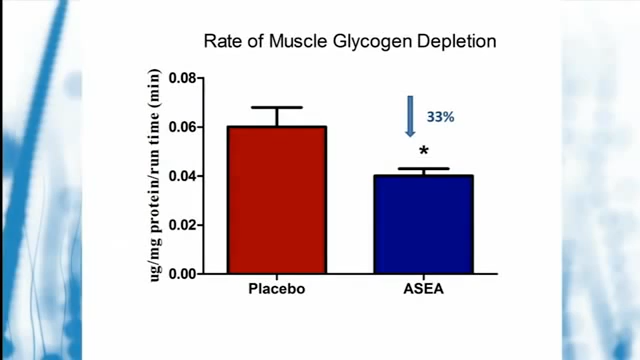 Rate of Muscle Glycogen Depletion
ug/mg protein/run time (min)
0.08
0.06
0.04
0.02
0.00
33%
*
Placebo
ASEA